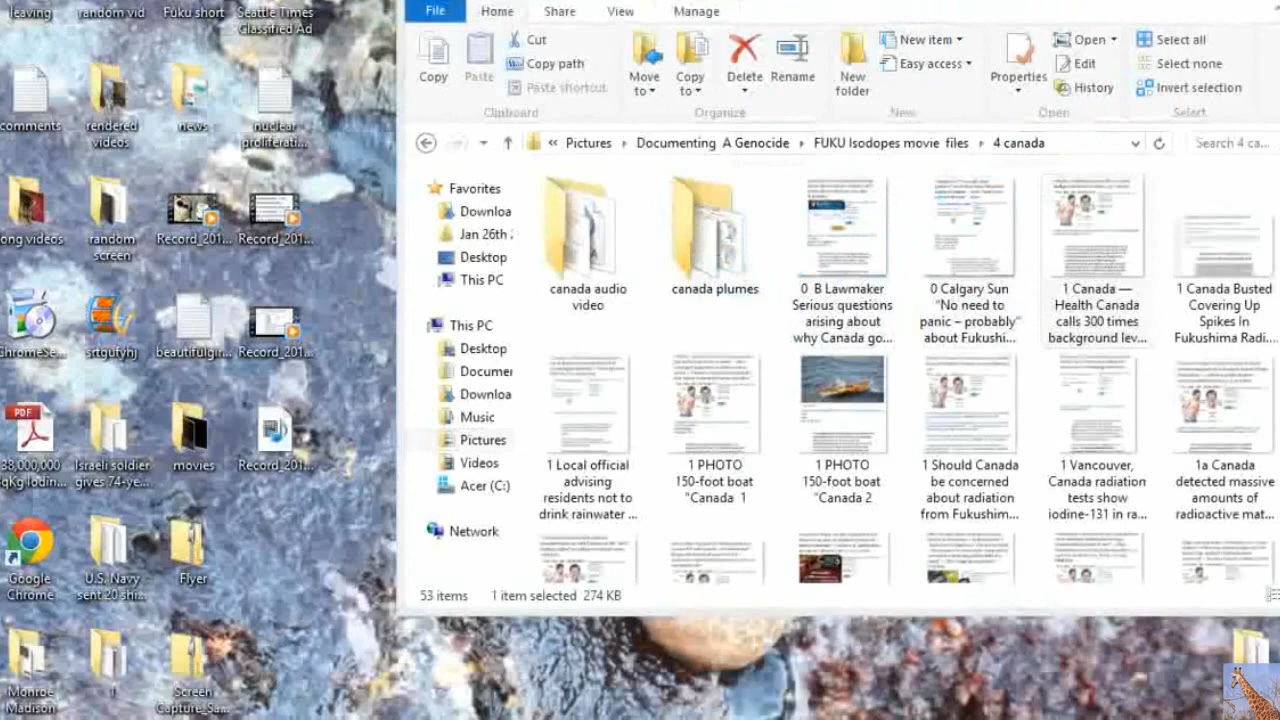 leaving
random vid
Fuku short
Seattle Times
Classified Ad
comments
rendered
videos
news
nuclear
proliferati...
ong videos
random
screen
Record_201...
Record_201...
ChromeSe...
srtgufyhj
beautifulgir...
Record_201...
PDF
38,000,000
Israeli soldier
gives 74-ye...
movies
Record_201...
Google
Chrome
U.S. Navy
sent 20 shi...
Flyer
Monroe
Madison
1
Screen
Capture_Sa...
File
Home
Share
View
Manage
Copy
Paste
Cut
Copy path
Paste shortcut
Clipboard
Move
to
Copy
to
Delete
Rename
Organize
New
folder
New item
Easy access
New
Properties
Open
Edit
History
Open
Select all
Select none
Invert selection
Select
« Pictures
Documenting A Genocide
FUKU Isodopes movie files
4 canada
Search 4 ca...
Favorites
Downloa
Jan 26th
Desktop
This PC
This PC
Desktop
Documer
Downloa
Music
Pictures
Videos
Acer (C:)
Network
canada audio
video
canada plumes
0 B Lawmaker
Serious questions
arising about
why Canada go...
0 Calgary Sun
“No need to
panic – probably”
about Fukushi...
1 Canada —
Health Canada
calls 300 times
background lev...
1 Canada Busted
Covering Up
Spikes In
Fukushima Radi...
1 Local official
advising
residents not to
drink rainwater ...
1 PHOTO
150-foot boat
“Canada 1
1 PHOTO
150-foot boat
“Canada 2
1 Should Canada
be concerned
about radiation
from Fukushim...
1 Vancouver,
Canada radiation
tests show
iodine-131 in ra...
1a Canada
detected massive
amounts of
radioactive mat...
53 items
1 item selected 274 KB